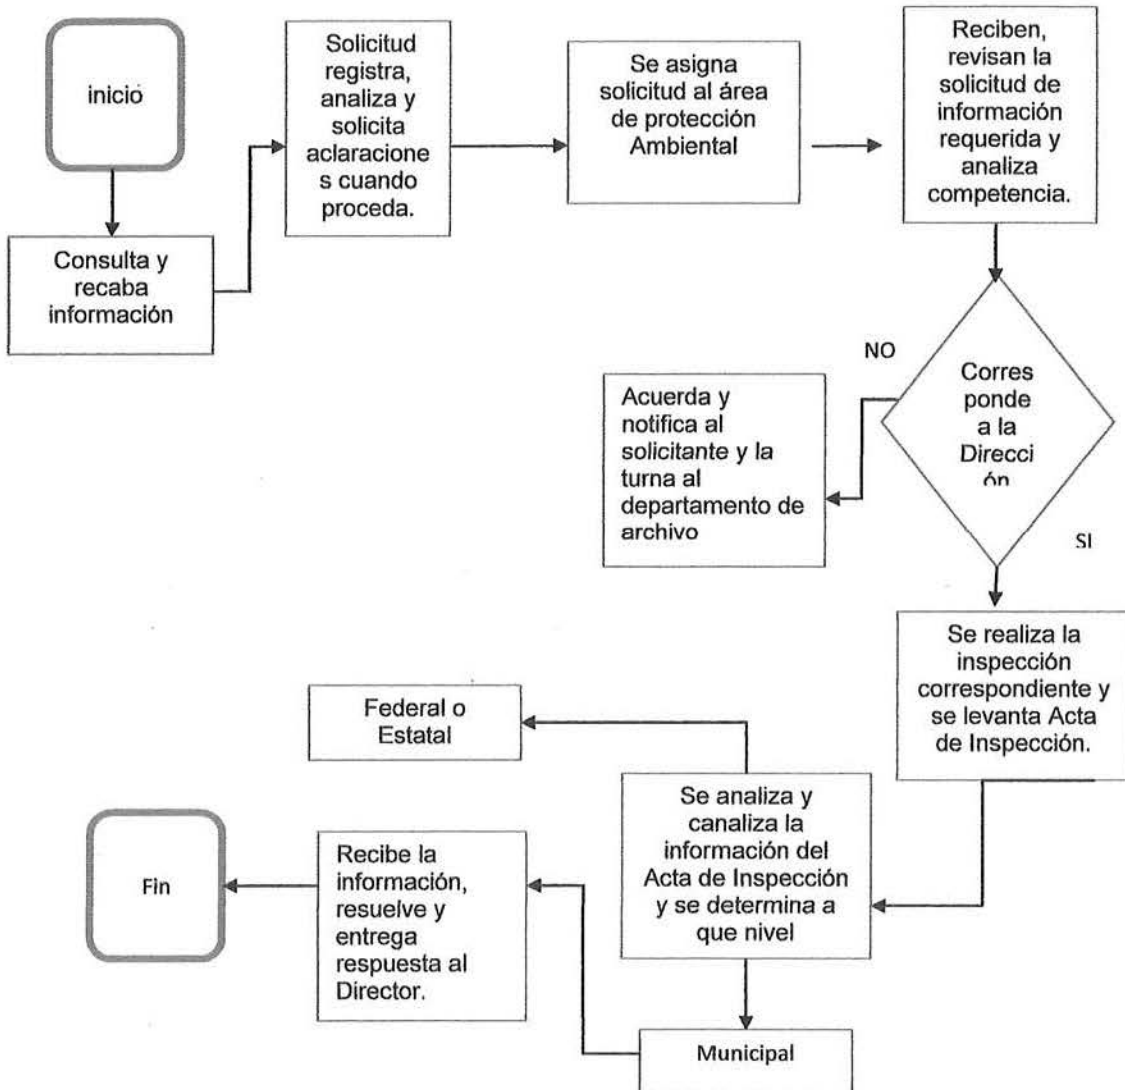 inicio
Consulta y
recaba
información
Solicitud
registra,
analiza y
solicita
aclaracione
s cuando
proceda.
Se asigna
solicitud al área
de protección
Ambiental
Reciben,
revisan la
solicitud de
información
requerida y
analiza
competencia.
Corres
ponde
a la
Direcci
ón
NO
Acuerda y
notifica al
solicitante y la
turna al
departamento de
archivo
SI
Se realiza la
inspección
correspondiente y
se levanta Acta
de Inspección.
Se analiza y
canaliza la
información del
Acta de Inspección
y se determina a
que nivel
Federal o
Estatal
Municipal
Recibe la
información,
resuelve y
entrega
respuesta al
Director.
Fin